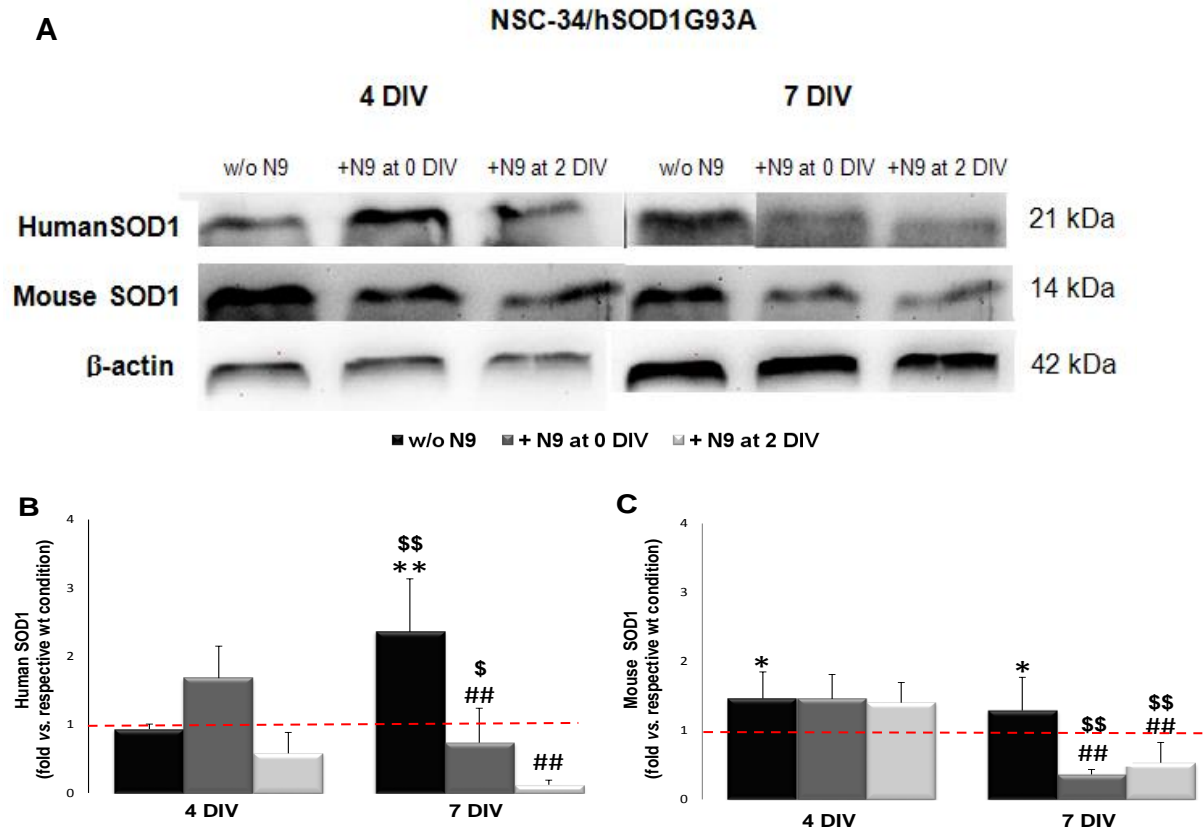 NSC-34/hSOD1G93A
A
4 DIV 7 DIV
w/o N9 +N9 at 0 DIV +N9 at 2 DIV w/o N9 +N9 at 0 DIV +N9 at 2 DIV
HumanSOD1 21 kDa
Mouse SOD1 14 kDa
β-actin 42 kDa
w/o N9 + N9 at 0 DIV + N9 at 2 DIV
B
Human SOD1
(fold vs. respective wt condition)
4
3
2
1
0
$$
**
$
##
##
4 DIV 7 DIV
C
Mouse SOD1
(fold vs. respective wt condition)
4
3
2
1
0
*
*
$$
##
$$
##
4 DIV 7 DIV